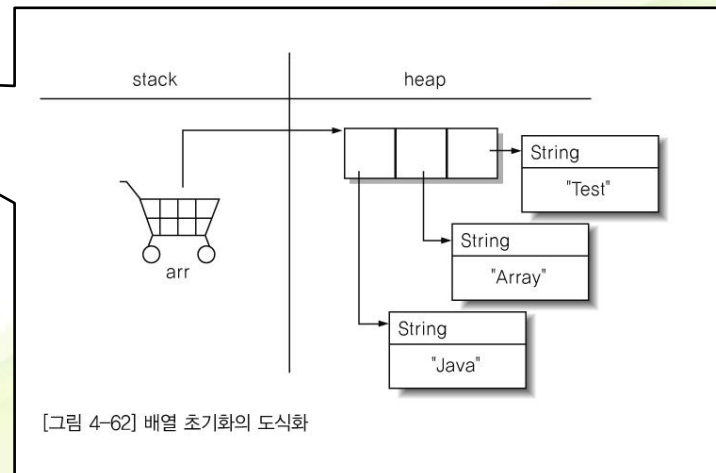 stack
heap
String
"Test"
String
"Array"
arr
String
"Java"
[그림 4-62] 배열 초기화의 도식화